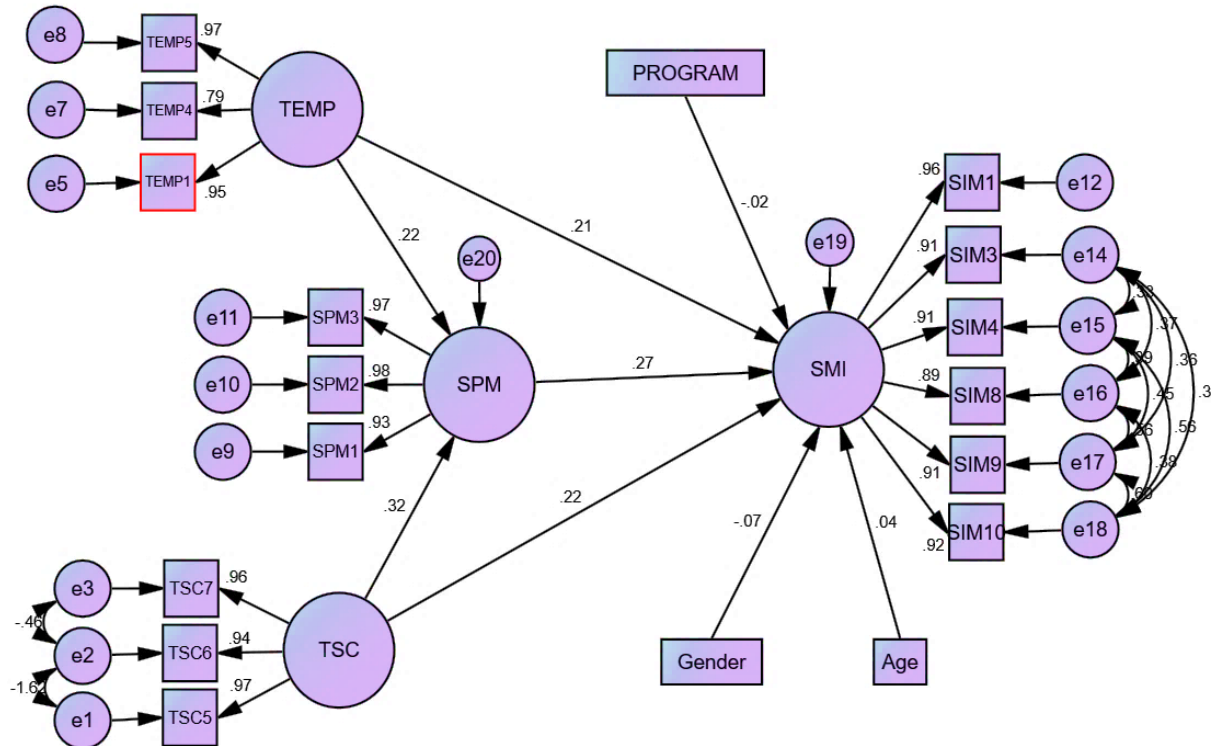 e8
TEMP5
.97
e7
TEMP4
.79
e5
TEMP1
.95
TEMP
PROGRAM
-.02
.22
.21
e20
e19
e11
SPM3
.97
e10
SPM2
.98
e9
SPM1
.93
SPM
.27
SMI
.96
SIM1
e12
.91
SIM3
e14
.91
SIM4
e15
.89
SIM8
e16
.91
SIM9
e17
.92
SIM10
e18
.37
.36
.3
.45
.56
.38
.32
.22
-.07
.04
e3
TSC7
.96
-.46
e2
TSC6
.94
e1
TSC5
.97
TSC
Gender
Age